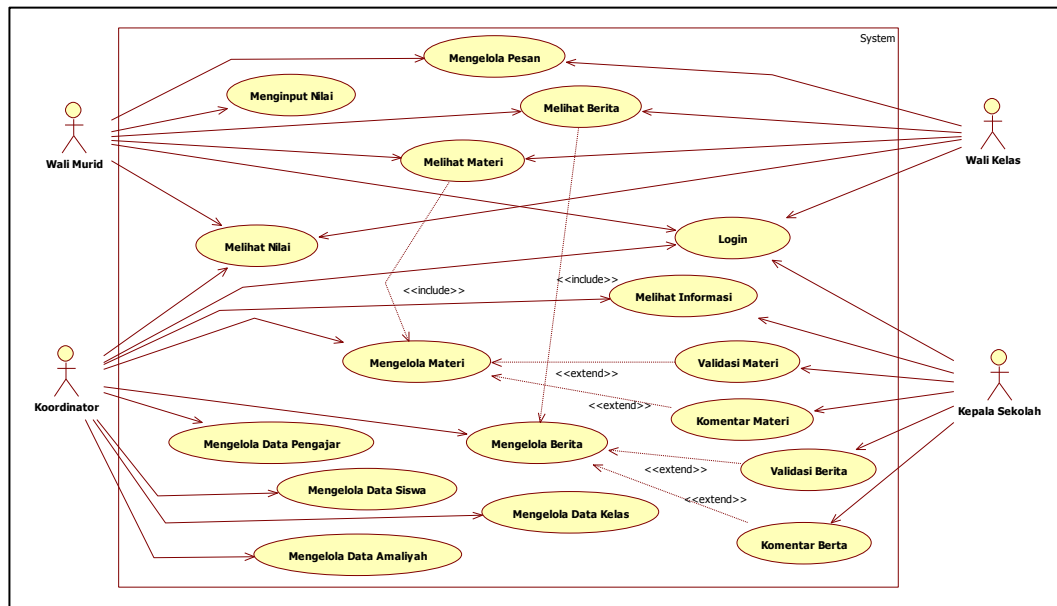 System
Mengelola Pesan
Menginput Nilai
Melihat Berita
Wali Murid
Wali Kelas
Melihat Materi
Login
Melihat Nilai
<<include>>
<<include>>
Melihat Informasi
Mengelola Materi
Validasi Materi
<<extend>>
Koordinator
Kepala Sekolah
<<extend>>
Komentar Materi
Mengelola Data Pengajar
Mengelola Berita
<<extend>>
Validasi Berita
Mengelola Data Siswa
<<extend>>
Mengelola Data Kelas
Komentar Berta
Mengelola Data Amaliyah